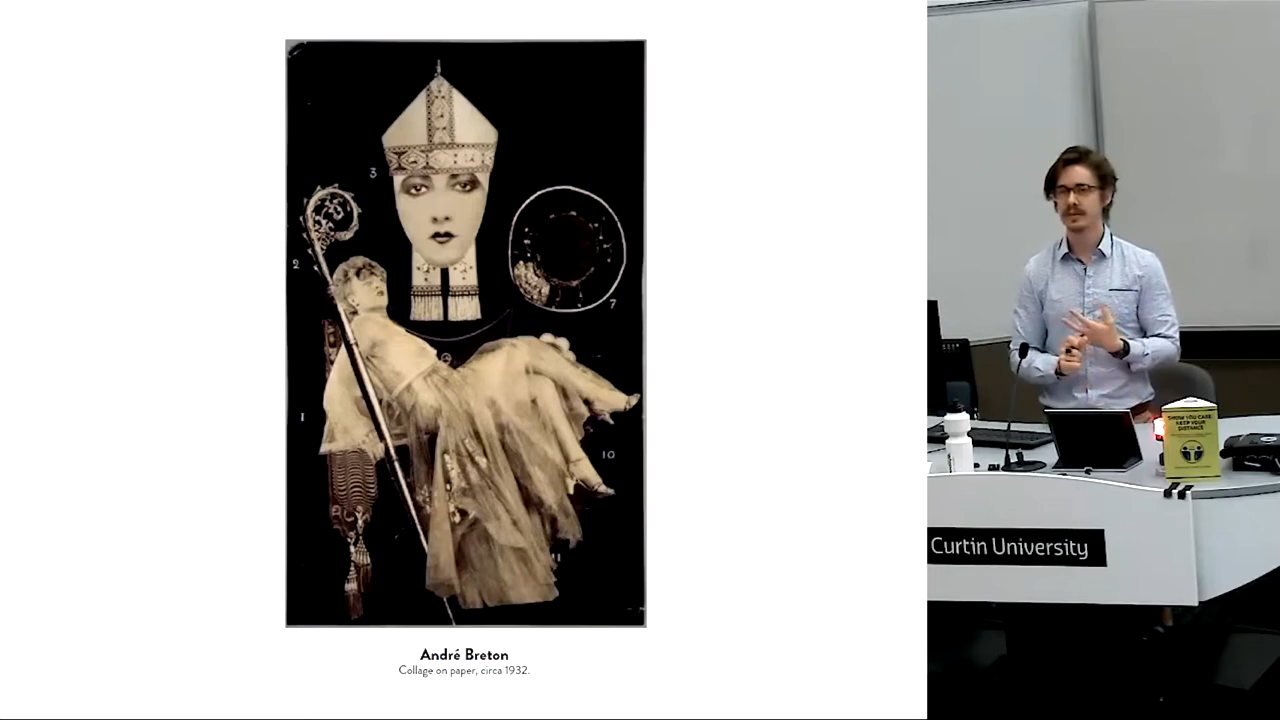 3
2
7
1
10
11
André Breton
Collage on paper, circa 1932.
SHOW YOU CARE
KEEP YOUR
DISTANCE
Curtin University